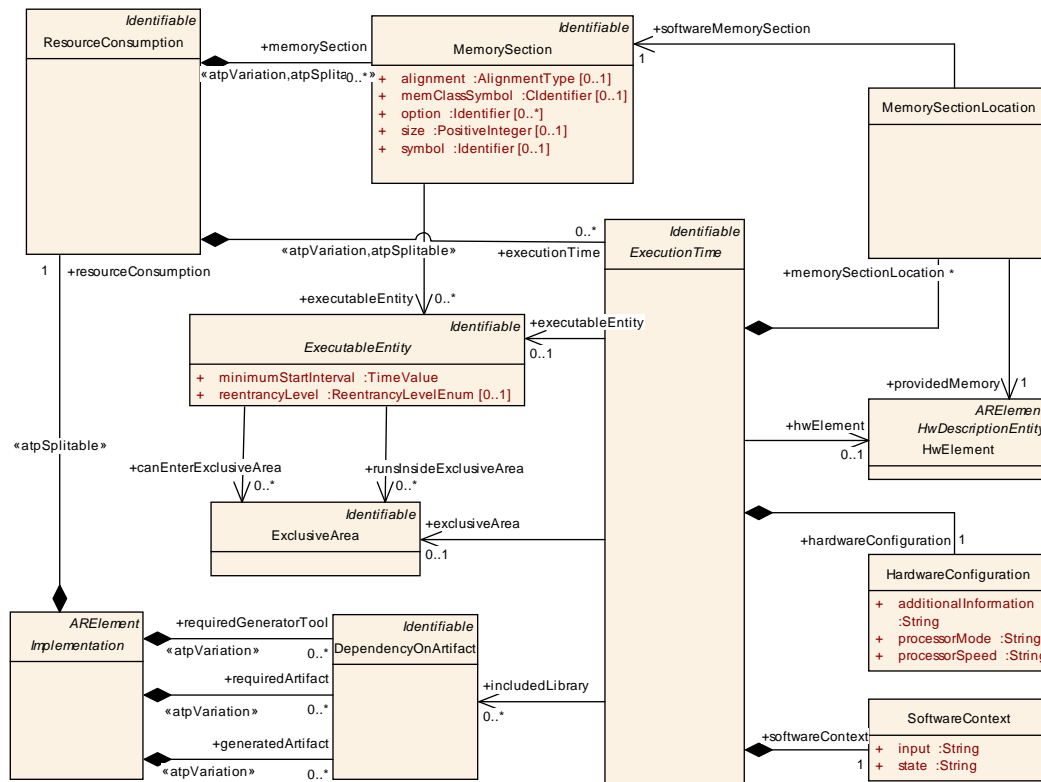 Identifiable
ResourceConsumption
+memorySection
«atpVariation,atpSplita
0..*
»
Identifiable
MemorySection
+ alignment :AlignmentType [0..1]
+ memClassSymbol :CIdentifier [0..1]
+ option :Identifier [0..*]
+ size :PositiveInteger [0..1]
+ symbol :Identifier [0..1]
+softwareMemorySection
1
MemorySectionLocation
0..*
«atpVariation,atpSplitable»
+executionTime
Identifiable
ExecutionTime
1
+resourceConsumption
+memorySectionLocation
*
+executableEntity
0..*
Identifiable
ExecutableEntity
+ minimumStartInterval :TimeValue
+ reentrancyLevel :ReentrancyLevelEnum [0..1]
+executableEntity
0..1
+providedMemory
1
ARElement
HwDescriptionEntity
HwElement
+hwElement
0..1
«atpSplitable»
+canEnterExclusiveArea
0..*
+runsInsideExclusiveArea
0..*
Identifiable
ExclusiveArea
+exclusiveArea
0..1
+hardwareConfiguration
1
HardwareConfiguration
+ additionalInformation
:String
+ processorMode :String
+ processorSpeed :String
ARElement
Implementation
+requiredGeneratorTool
«atpVariation»
0..*
+requiredArtifact
«atpVariation»
0..*
+generatedArtifact
«atpVariation»
0..*
Identifiable
DependencyOnArtifact
+includedLibrary
0..*
+softwareContext
1
SoftwareContext
+ input :String
+ state :String